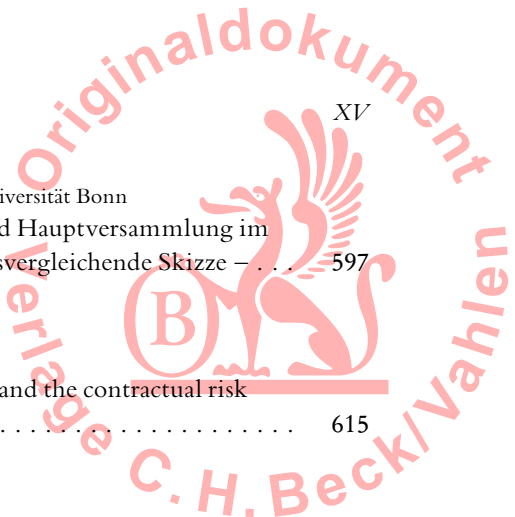 Originaldokument
XV
iversität Bonn
d Hauptversammlung im
svergleichende Skizze – . . . 597
B
and the contractual risk
. . . . . . . . . . . . . . . . . . . . 615
Verlage C.H.Beck/Vahlen